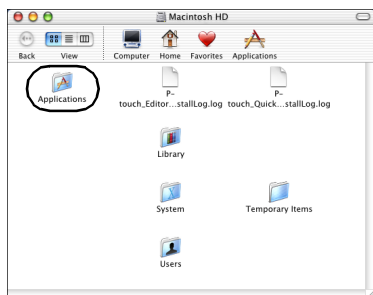 Macintosh HD
Back View Computer Home Favorites Applications
Applications
P-
touch_Editor...stallLog.log
P-
touch_Quick...stallLog.log
Library
System
Temporary Items
Users